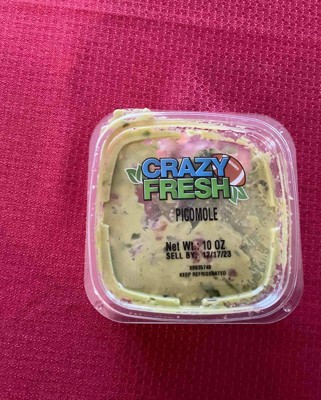 CRAZY
FRESH
PICOMOLE
Net Wt: 10 OZ
SELL BY: 12/17/23
KEEP REFRIGERATED